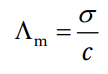 Λm = σ/c